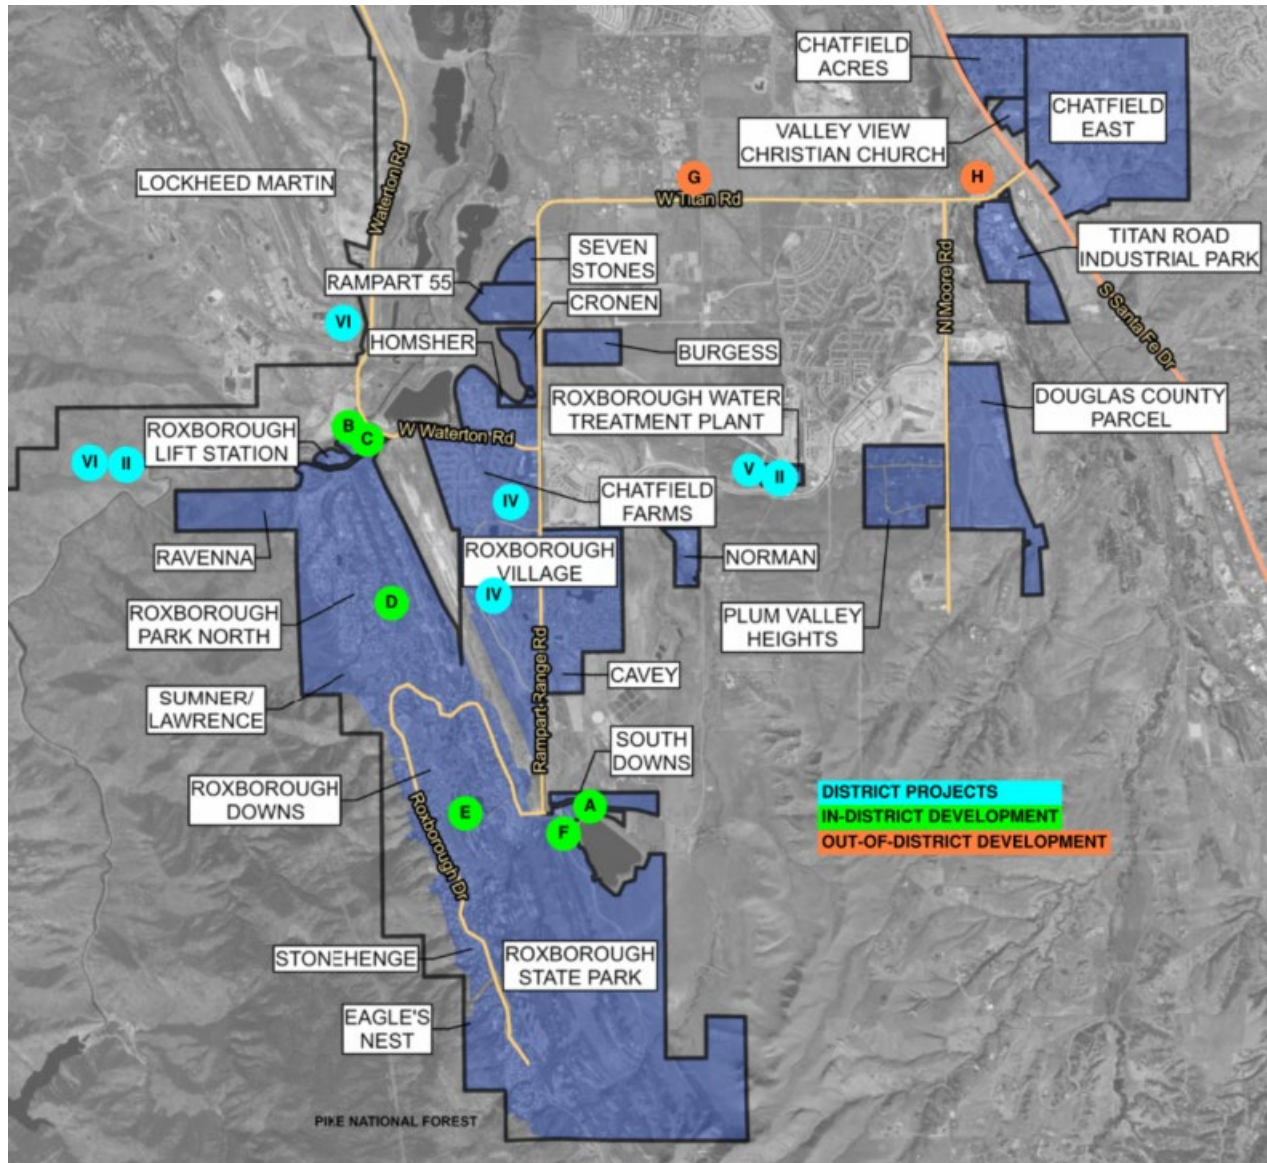 CHATFIELD
ACRES
CHATFIELD
EAST
VALLEY VIEW
CHRISTIAN CHURCH
LOCKHEED MARTIN
Waterton Rd
G
H
W Titan Rd
SEVEN
STONES
TITAN ROAD
INDUSTRIAL PARK
RAMPART 55
CRONEN
N Moore Rd
S Santa Fe Dr
VI
HOMSHER
BURGESS
ROXBOROUGH WATER
TREATMENT PLANT
DOUGLAS COUNTY
PARCEL
B
C
ROXBOROUGH
LIFT STATION
W Waterton Rd
VI
II
V
II
IV
CHATFIELD
FARMS
RAVENNA
ROXBOROUGH
VILLAGE
NORMAN
IV
D
ROXBOROUGH
PARK NORTH
PLUM VALLEY
HEIGHTS
Rampart Range Rd
CAVEY
SUMNER/
LAWRENCE
SOUTH
DOWNS
ROXBOROUGH
DOWNS
Roxborough Dr
E
A
F
DISTRICT PROJECTS
IN-DISTRICT DEVELOPMENT
OUT-OF-DISTRICT DEVELOPMENT
STONEHENGE
ROXBOROUGH
STATE PARK
EAGLE'S
NEST
PIKE NATIONAL FOREST